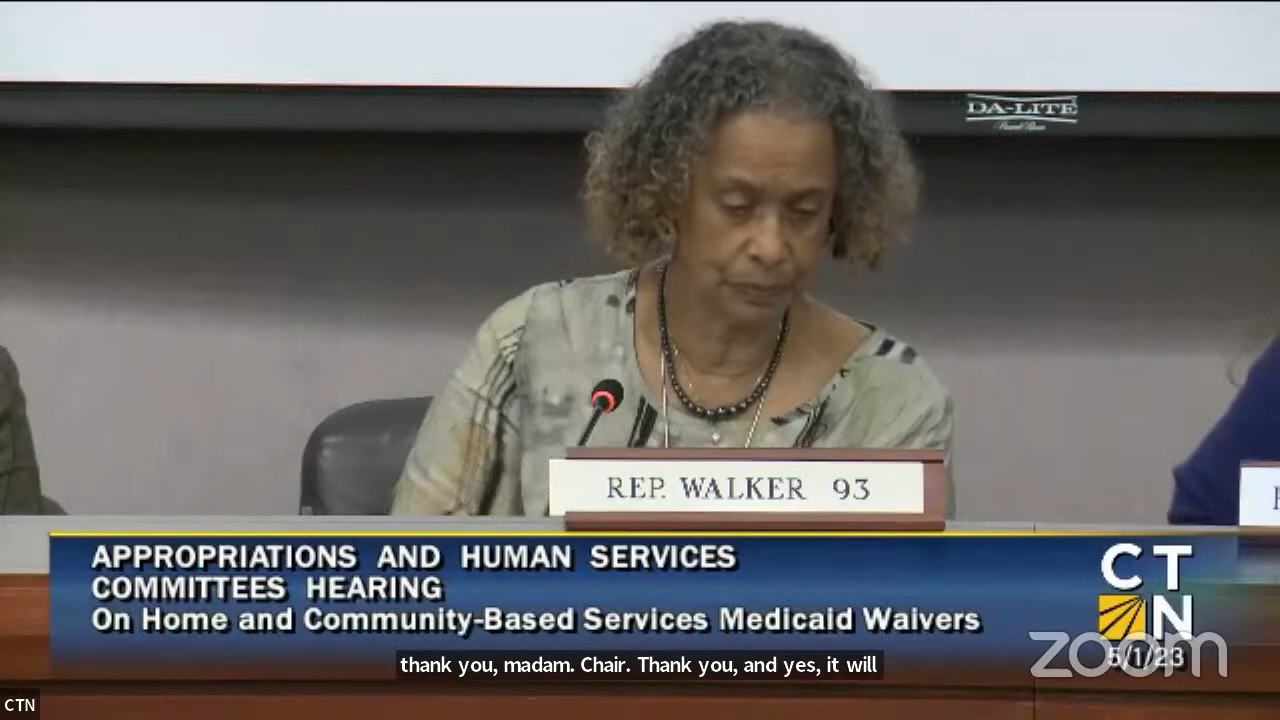 DA-LITE
REP. WALKER 93
APPROPRIATIONS AND HUMAN SERVICES
COMMITTEES HEARING
On Home and Community-Based Services Medicaid Waivers
CTN
5/1/23
zoom
thank you, madam. Chair. Thank you, and yes, it will
CTN